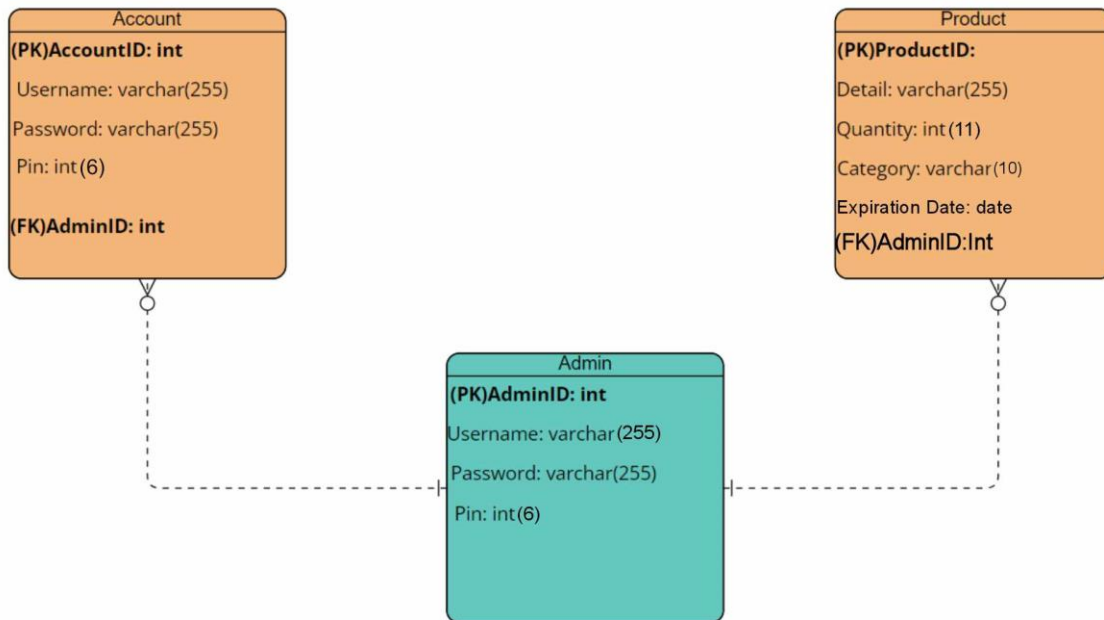 Account
(PK)AccountID: int
Username: varchar(255)
Password: varchar(255)
Pin: int(6)
(FK)AdminID: int
Product
(PK)ProductID:
Detail: varchar(255)
Quantity: int(11)
Category: varchar(10)
Expiration Date: date
(FK)AdminID:Int
Admin
(PK)AdminID: int
Username: varchar(255)
Password: varchar(255)
Pin: int(6)